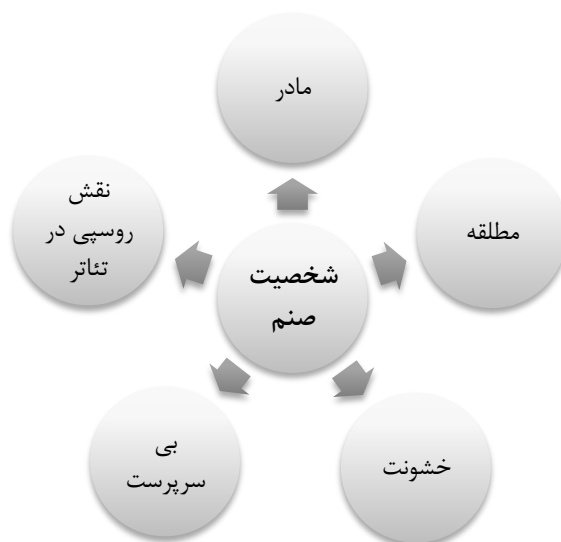 مادر
مطلقه
نقش
روسپی در
تئاتر
شخصیت
صنم
بی
سرپرست
خشونت